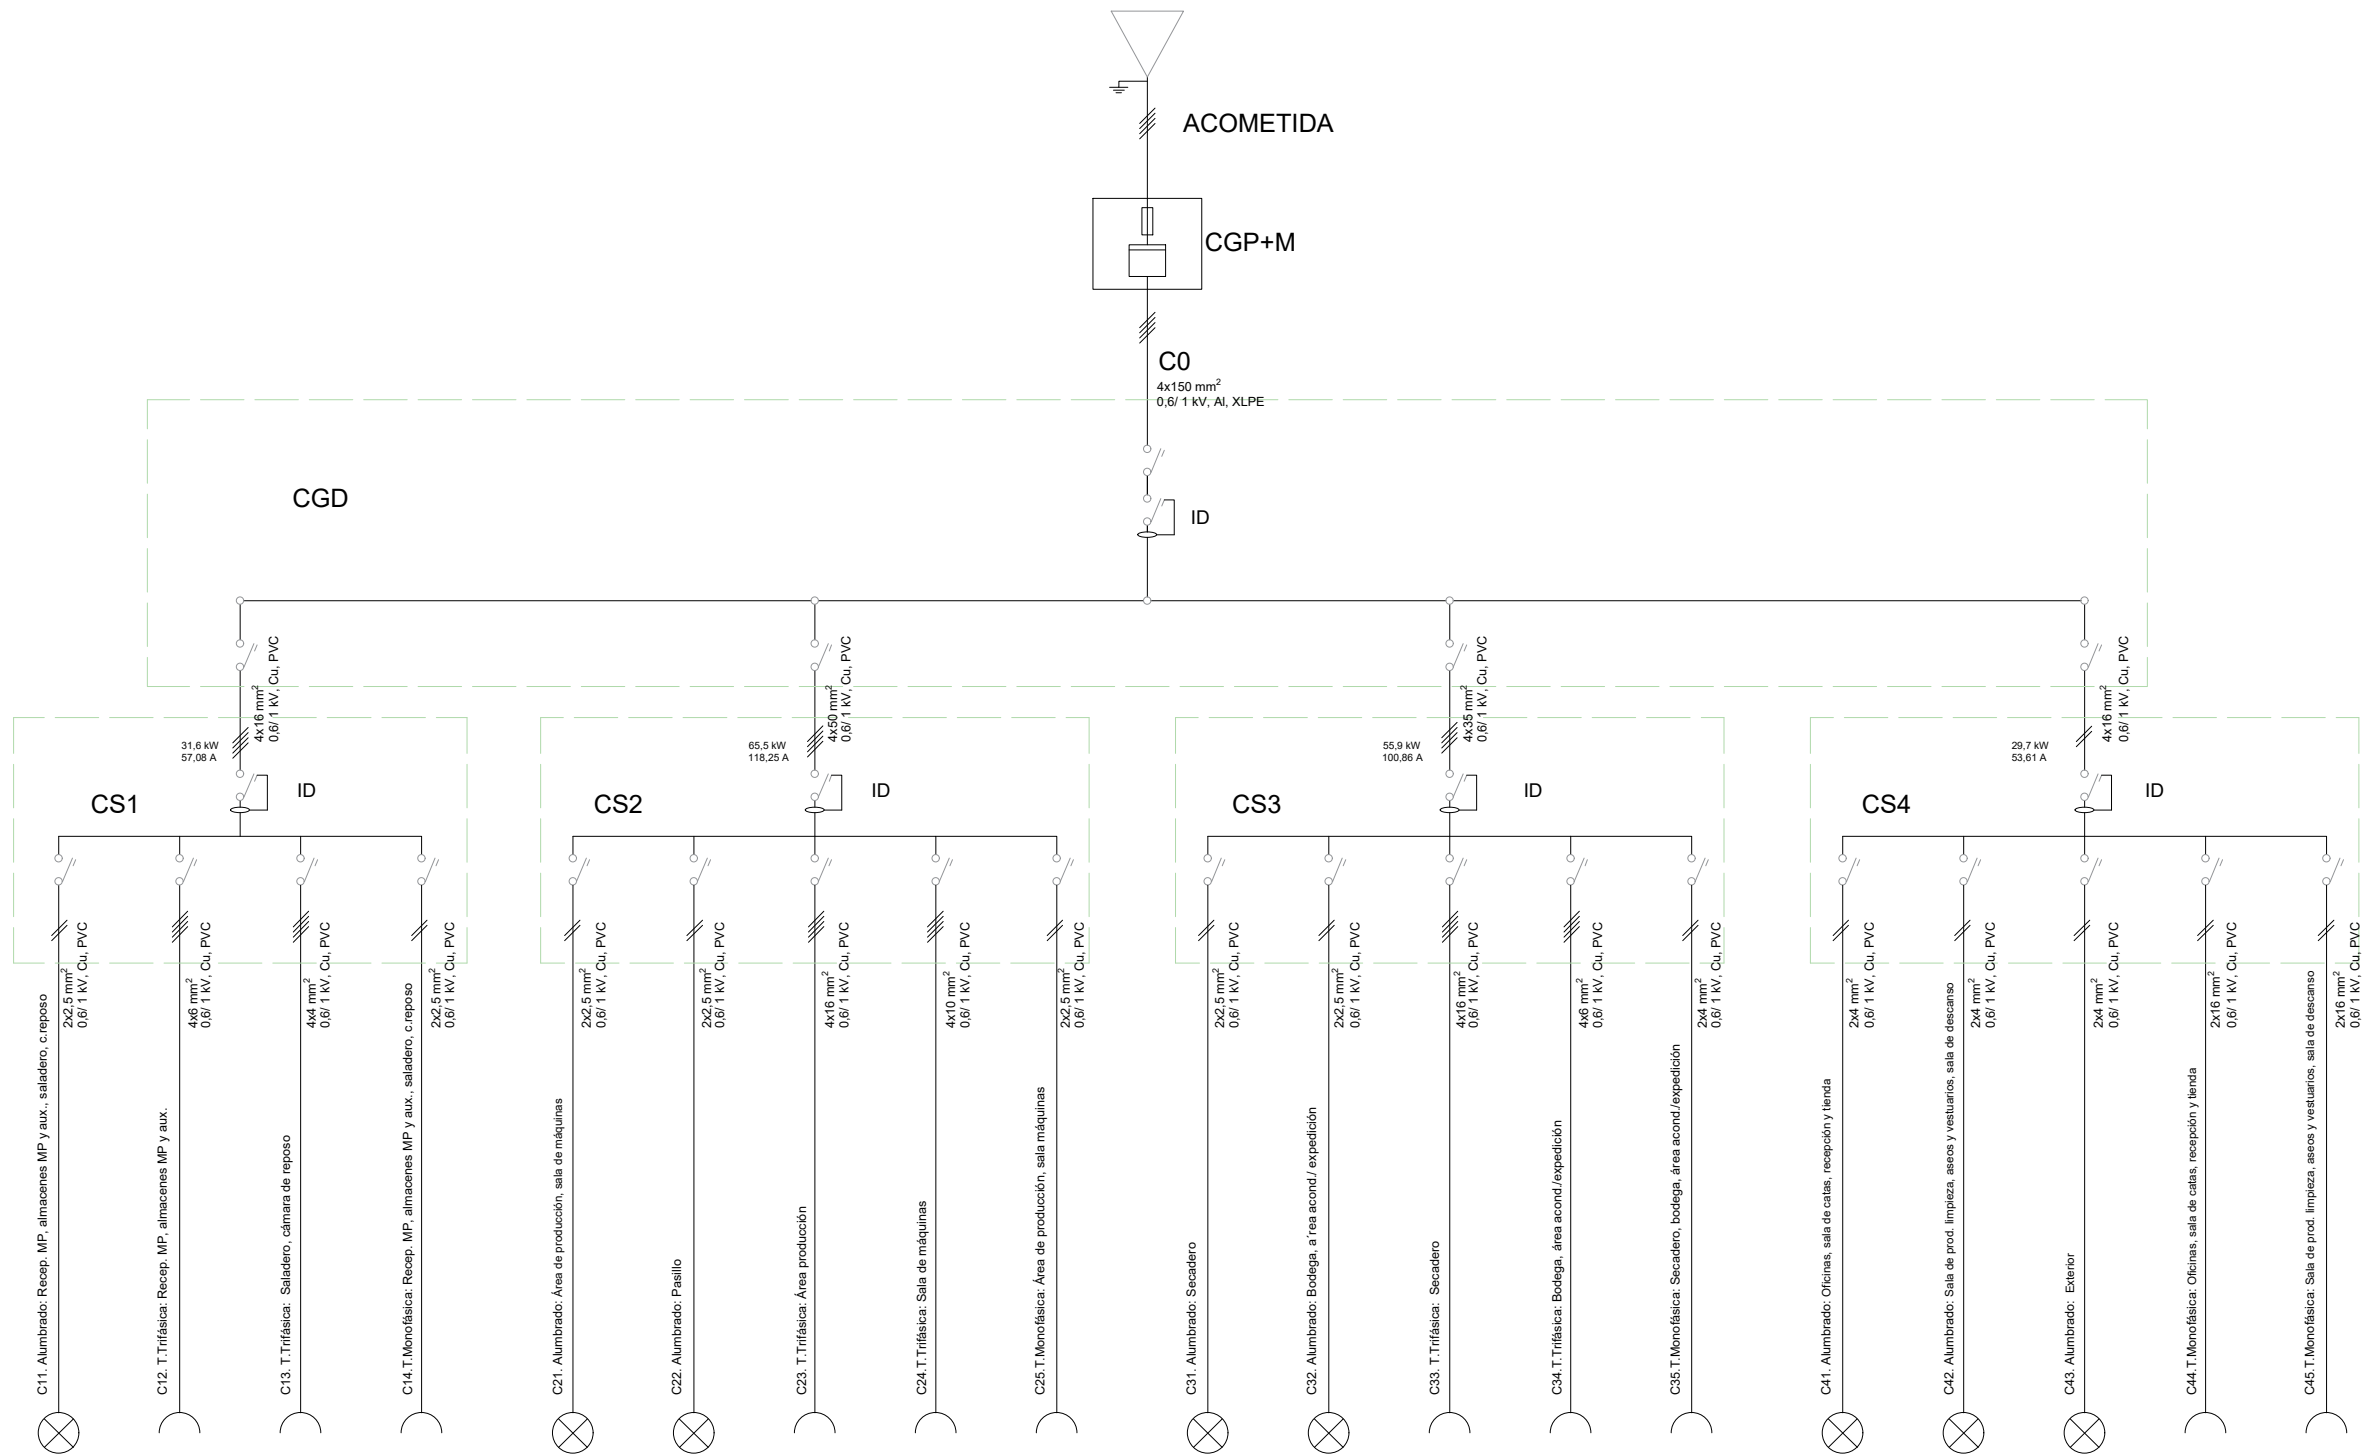 ACOMETIDA
CGP+M
C0
4x150 mm²
0,6/ 1 kV, Al, XLPE
CGD
ID
4x16 mm²
0,6/ 1 kV, Cu, PVC
4x50 mm²
0,6/ 1 kV, Cu, PVC
4x35 mm²
0,6/ 1 kV, Cu, PVC
4x16 mm²
0,6/ 1 kV, Cu, PVC
31,6 kW
57,08 A
CS1
ID
65,5 kW
118,25 A
CS2
ID
55,9 kW
100,86 A
CS3
ID
29,7 kW
53,61 A
CS4
ID
C11. Alumbrado: Recep. MP, almacenes MP y aux., saladero, c.reposo
2x2,5 mm²
0,6/ 1 kV, Cu, PVC
C12. T.Trifásica: Recep. MP, almacenes MP y aux.
4x6 mm²
0,6/ 1 kV, Cu, PVC
C13. T.Trifásica: Saladero, cámara de reposo
4x4 mm²
0,6/ 1 kV, Cu, PVC
C14.T.Monofásica: Recep. MP, almacenes MP y aux., saladero, c.reposo
2x2,5 mm²
0,6/ 1 kV, Cu, PVC
C21. Alumbrado: Área de producción, sala de máquinas
2x2,5 mm²
0,6/ 1 kV, Cu, PVC
C22. Alumbrado: Pasillo
2x2,5 mm²
0,6/ 1 kV, Cu, PVC
C23. T.Trifásica: Área producción
4x16 mm²
0,6/ 1 kV, Cu, PVC
C24.T.Trifásica: Sala de máquinas
4x10 mm²
0,6/ 1 kV, Cu, PVC
C25.T.Monofásica: Área de producción, sala máquinas
2x2,5 mm²
0,6/ 1 kV, Cu, PVC
C31. Alumbrado: Secadero
2x2,5 mm²
0,6/ 1 kV, Cu, PVC
C32. Alumbrado: Bodega, a´rea acond./ expedición
2x2,5 mm²
0,6/ 1 kV, Cu, PVC
C33. T.Trifásica: Secadero
4x16 mm²
0,6/ 1 kV, Cu, PVC
C34.T.Trifásica: Bodega, área acond./expedición
4x6 mm²
0,6/ 1 kV, Cu, PVC
C35.T.Monofásica: Secadero, bodega, área acond./expedición
2x4 mm²
0,6/ 1 kV, Cu, PVC
C41. Alumbrado: Oficinas, sala de catas, recepción y tienda
2x4 mm²
0,6/ 1 kV, Cu, PVC
C42. Alumbrado: Sala de prod. limpieza, aseos y vestuarios, sala de descanso
2x4 mm²
0,6/ 1 kV, Cu, PVC
C43. Alumbrado: Exterior
2x4 mm²
0,6/ 1 kV, Cu, PVC
C44.T.Monofásica: Oficinas, sala de catas, recepción y tienda
2x16 mm²
0,6/ 1 kV, Cu, PVC
C45.T.Monofásica: Sala de prod. limpieza, aseos y vestuarios, sala de descanso
2x16 mm²
0,6/ 1 kV, Cu, PVC